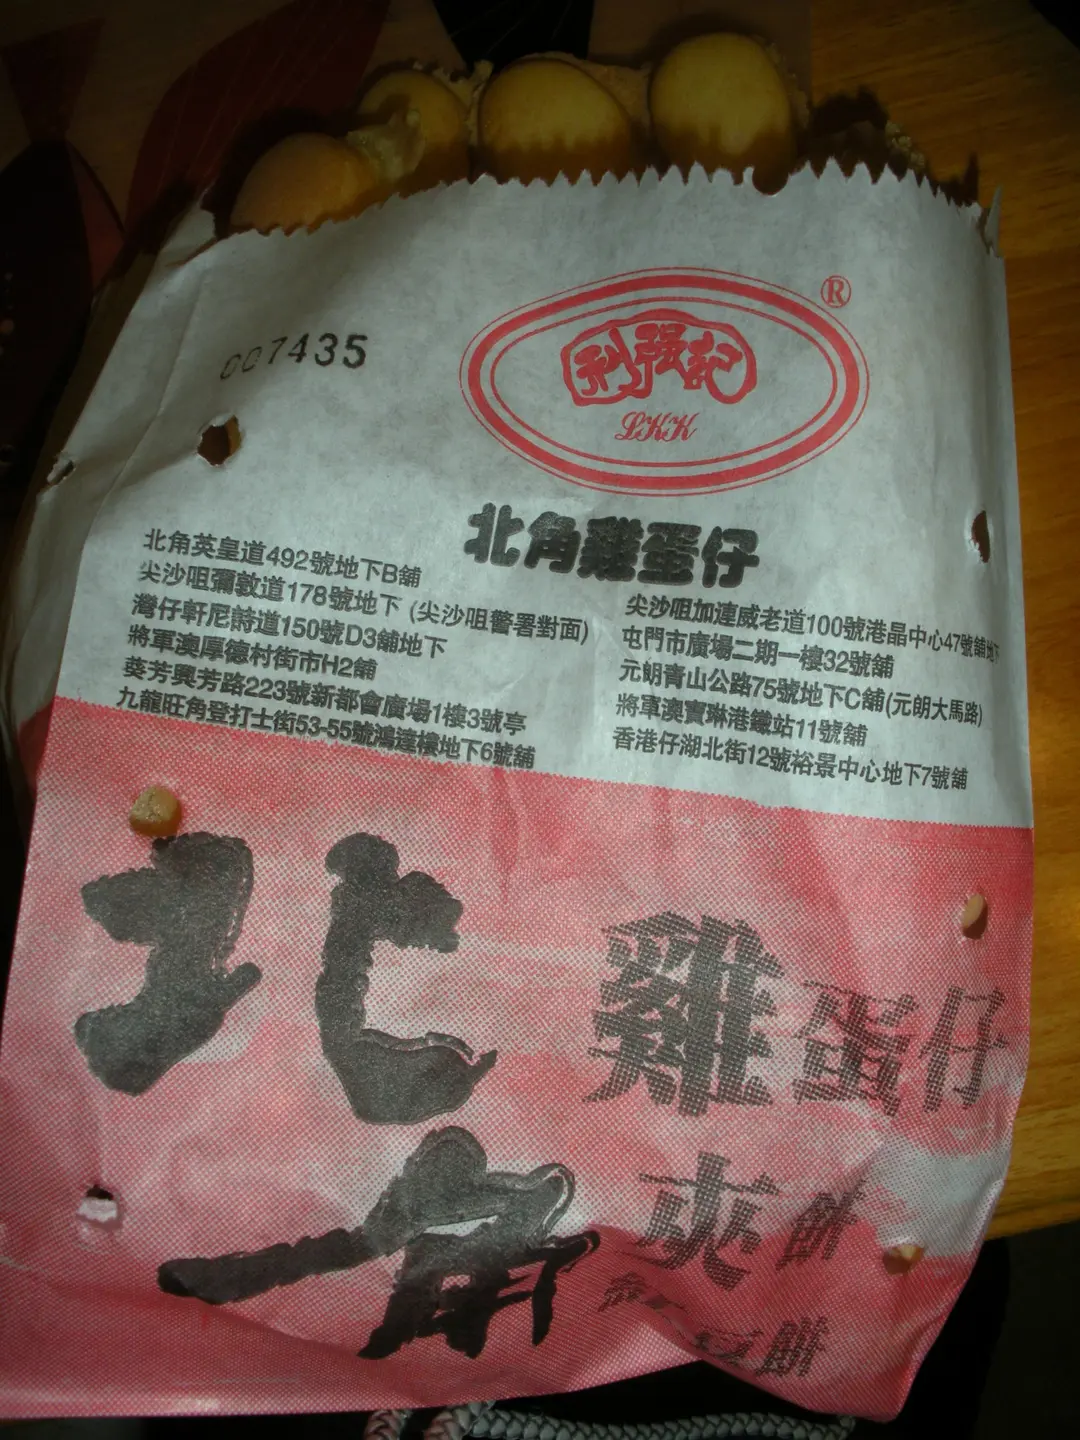 007435
®
利強記
LKK
北角雞蛋仔
北角英皇道492號地下B舖
尖沙咀彌敦道178號地下 (尖沙咀警署對面)
灣仔軒尼詩道150號D3舖地下
將軍澳厚德村街市H2舖
葵芳興芳路223號新都會廣場1樓3號亭
九龍旺角登打士街53-55號鴻達樓地下6號舖
尖沙咀加連威老道100號港晶中心47號舖地下
屯門市廣場二期一樓32號舖
元朗青山公路75號地下C舖(元朗大馬路)
將軍澳寶琳港鐵站11號舖
香港仔湖北街12號裕景中心地下7號舖
北角
雞蛋仔
夾餅
餅